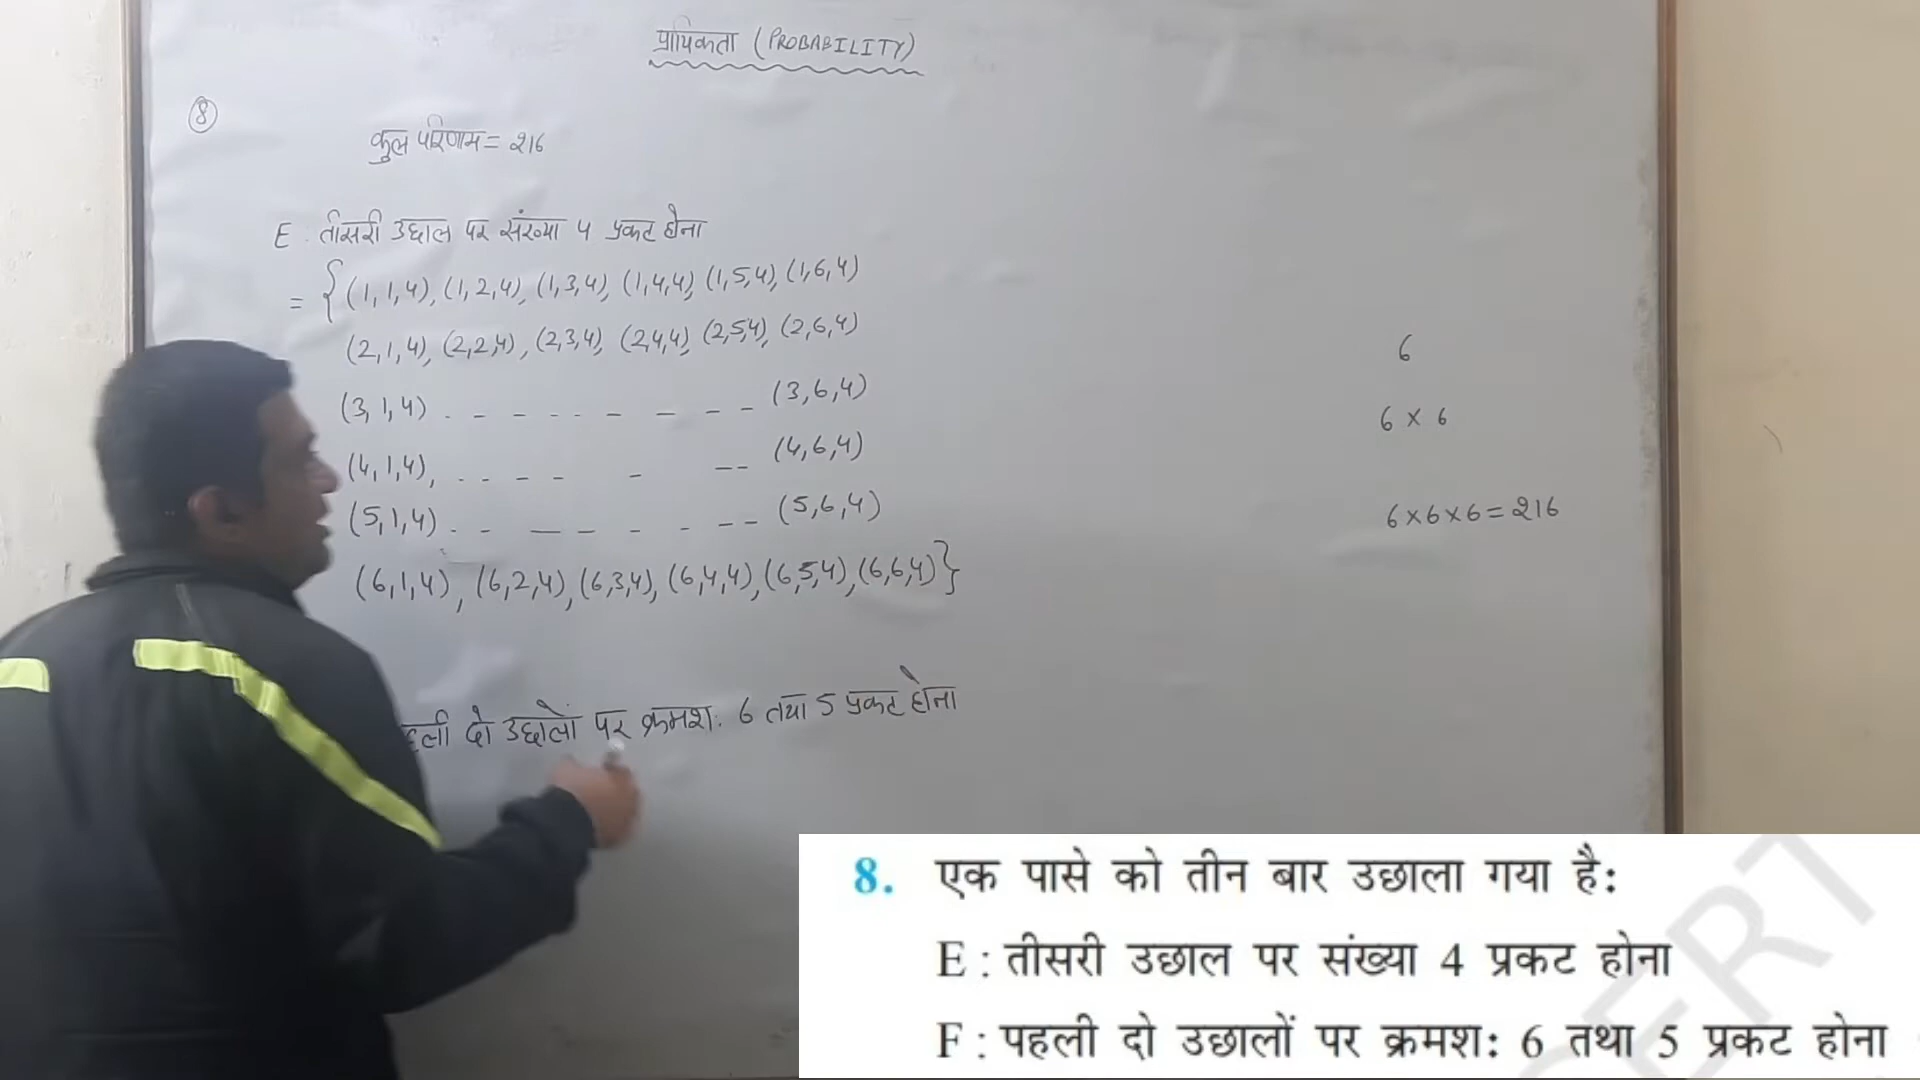 प्रायिकता (PROBABILITY)
8
कुल परिणाम = 216
E : तीसरी उछाल पर संख्या 4 प्रकट होना
= {(1,1,4), (1,2,4), (1,3,4), (1,4,4), (1,5,4), (1,6,4)
(2,1,4), (2,2,4), (2,3,4), (2,4,4), (2,5,4), (2,6,4)
(3,1,4) . - - - - - - - - (3,6,4)
(4,1,4), . - - - - -- (4,6,4)
(5,1,4) . - — - - - -- (5,6,4)
(6,1,4), (6,2,4), (6,3,4), (6,4,4), (6,5,4), (6,6,4)}
दो उछालों पर क्रमश: 6 तथा 5 प्रकट होना
6
6 × 6
6×6×6 = 216
8. एक पासे को तीन बार उछाला गया है:
E : तीसरी उछाल पर संख्या 4 प्रकट होना
F : पहली दो उछालों पर क्रमश: 6 तथा 5 प्रकट होना